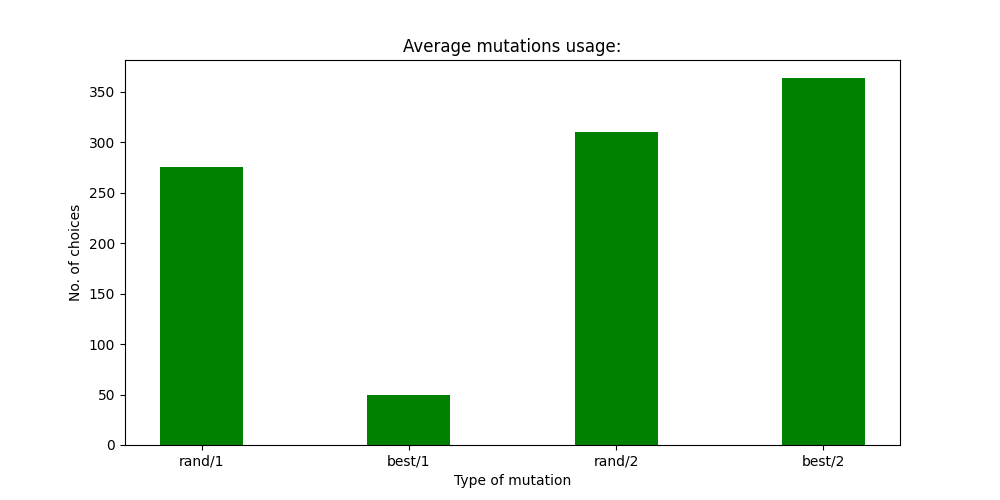 Average mutations usage:
350
300
250
200
150
100
50
0
No. of choices
rand/1
best/1
rand/2
best/2
Type of mutation